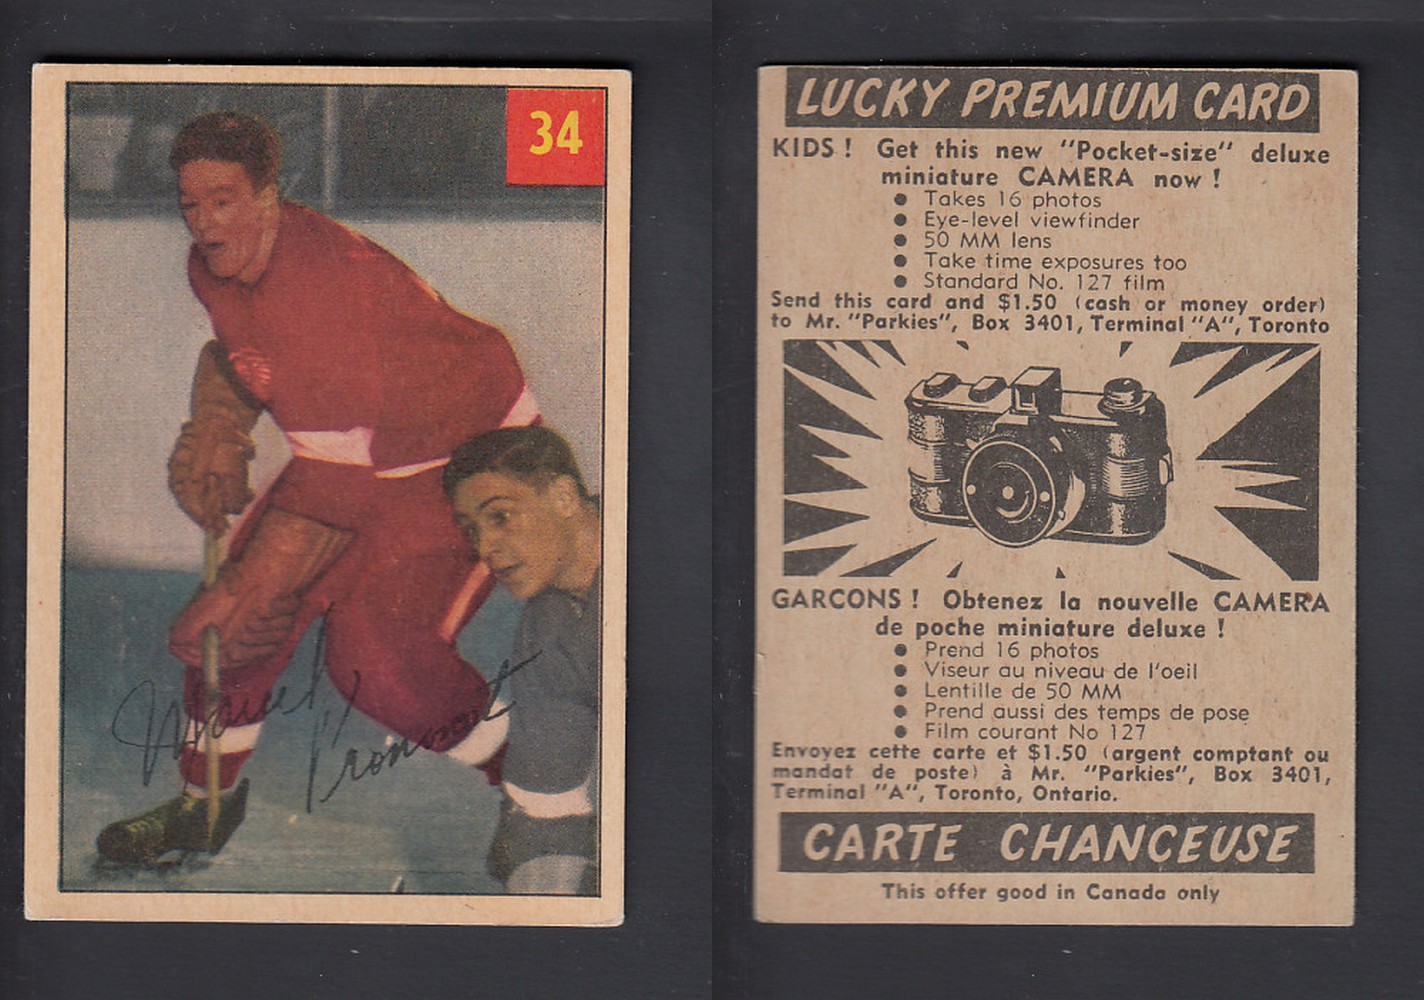 34
Marcel
Pronovost
LUCKY PREMIUM CARD
KIDS ! Get this new "Pocket-size" deluxe
miniature CAMERA now !
● Takes 16 photos
● Eye-level viewfinder
● 50 MM lens
● Take time exposures too
● Standard No. 127 film
Send this card and $1.50 (cash or money order)
to Mr. "Parkies", Box 3401, Terminal "A", Toronto
GARCONS ! Obtenez la nouvelle CAMERA
de poche miniature deluxe !
● Prend 16 photos
● Viseur au niveau de l'oeil
● Lentille de 50 MM
● Prend aussi des temps de pose
● Film courant No 127
Envoyez cette carte et $1.50 (argent comptant ou
mandat de poste) à Mr. "Parkies", Box 3401,
Terminal "A", Toronto, Ontario.
CARTE CHANCEUSE
This offer good in Canada only